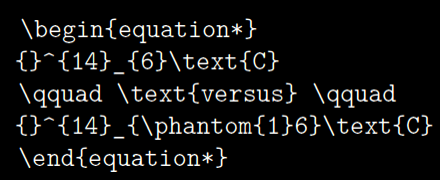 \begin{equation*}
{}^{14}_{6}\text{C}
\qquad \text{versus} \qquad
{}^{14}_{\phantom{1}6}\text{C}
\end{equation*}